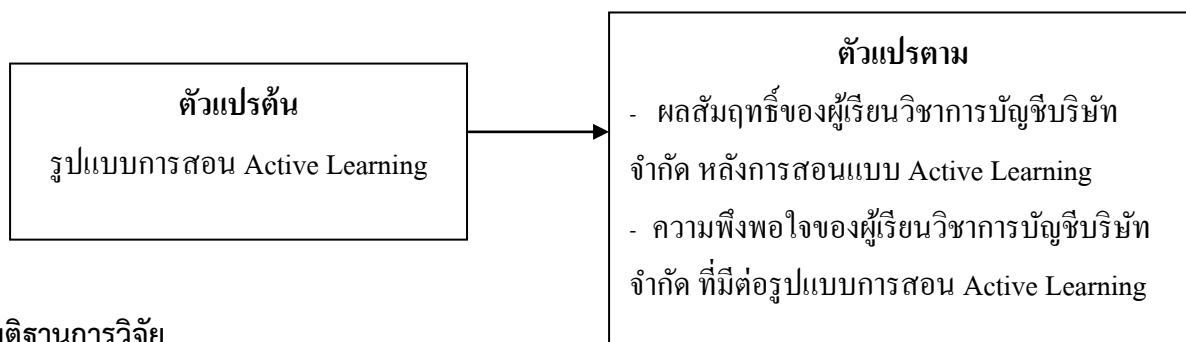 ตัวแปรต้น
รูปแบบการสอน Active Learning
ตัวแปรตาม
- ผลสัมฤทธิ์ของผู้เรียนวิชาการบัญชีบริษัท
จำกัด หลังการสอนแบบ Active Learning
- ความพึงพอใจของผู้เรียนวิชาการบัญชีบริษัท
จำกัด ที่มีต่อรูปแบบการสอน Active Learning